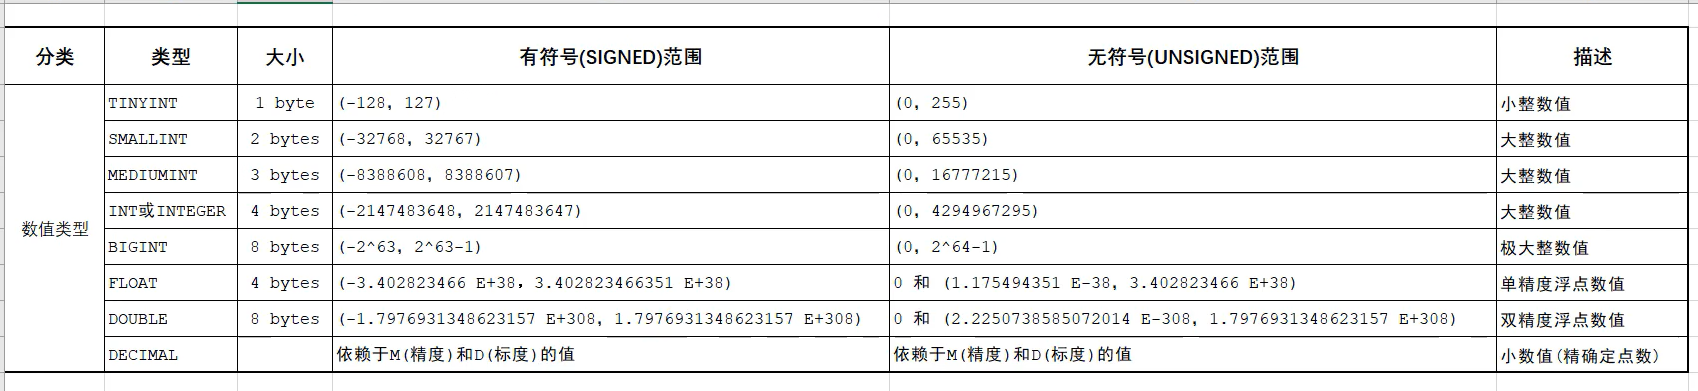 分类 类型 大小 有符号(SIGNED)范围 无符号(UNSIGNED)范围 描述
数值类型
TINYINT 1 byte (-128, 127) (0, 255) 小整数值
SMALLINT 2 bytes (-32768, 32767) (0, 65535) 大整数值
MEDIUMINT 3 bytes (-8388608, 8388607) (0, 16777215) 大整数值
INT或INTEGER 4 bytes (-2147483648, 2147483647) (0, 4294967295) 大整数值
BIGINT 8 bytes (-2^63, 2^63-1) (0, 2^64-1) 极大整数值
FLOAT 4 bytes (-3.402823466 E+38, 3.402823466351 E+38) 0 和 (1.175494351 E-38, 3.402823466 E+38) 单精度浮点数值
DOUBLE 8 bytes (-1.7976931348623157 E+308, 1.7976931348623157 E+308) 0 和 (2.2250738585072014 E-308, 1.7976931348623157 E+308) 双精度浮点数值
DECIMAL 依赖于M(精度)和D(标度)的值 依赖于M(精度)和D(标度)的值 小数值(精确定点数)